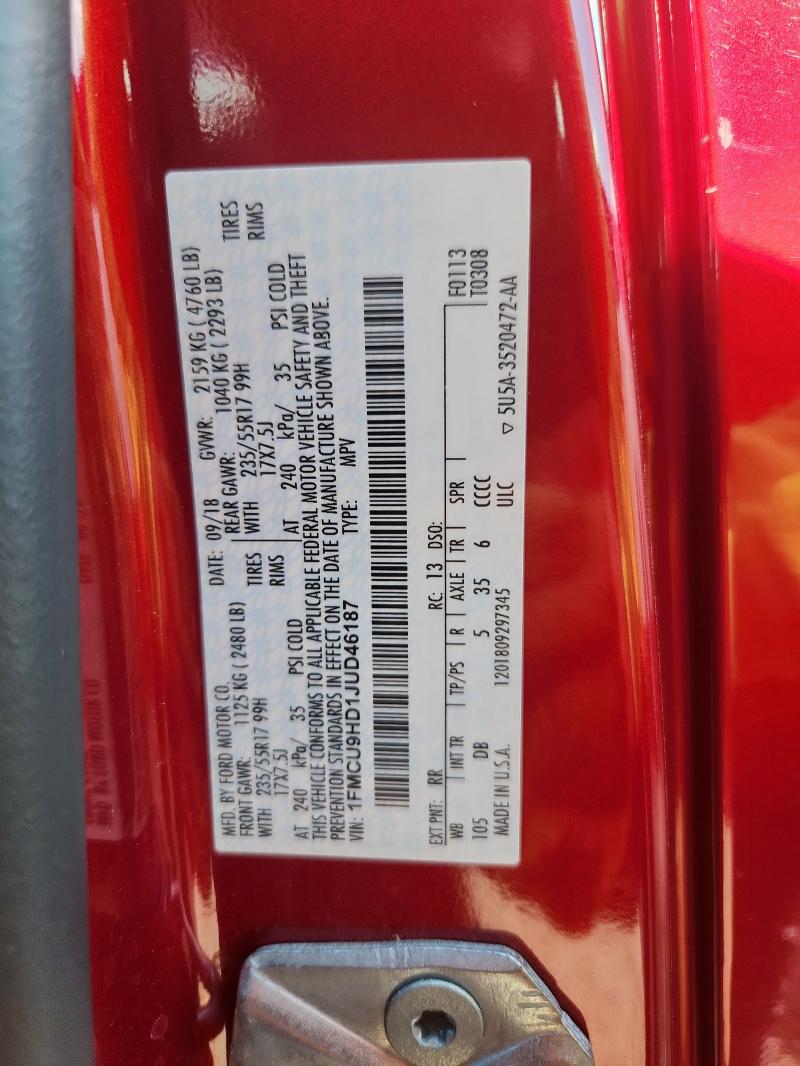 MFD. BY FORD MOTOR CO. DATE: 09/18 GVWR: 2159 KG ( 4760 LB)
FRONT GAWR: 1125 KG ( 2480 LB) REAR GAWR: 1040 KG ( 2293 LB)
WITH 235/55R17 99H TIRES WITH 235/55R17 99H TIRES
17X7.5J RIMS 17X7.5J RIMS
AT 240 kPa/ 35 PSI COLD AT 240 kPa/ 35 PSI COLD
THIS VEHICLE CONFORMS TO ALL APPLICABLE FEDERAL MOTOR VEHICLE SAFETY AND THEFT
PREVENTION STANDARDS IN EFFECT ON THE DATE OF MANUFACTURE SHOWN ABOVE.
VIN: 1FMCU9HD1JUD46187 TYPE: MPV
EXT PNT: RR RC: 13 DSO: F0113
WB INT TR TP/PS R AXLE TR SPR T0308
105 DB 5 35 6 CCCC
MADE IN U.S.A. 1201809297345 ULC ▽ 5U5A-3520472-AA